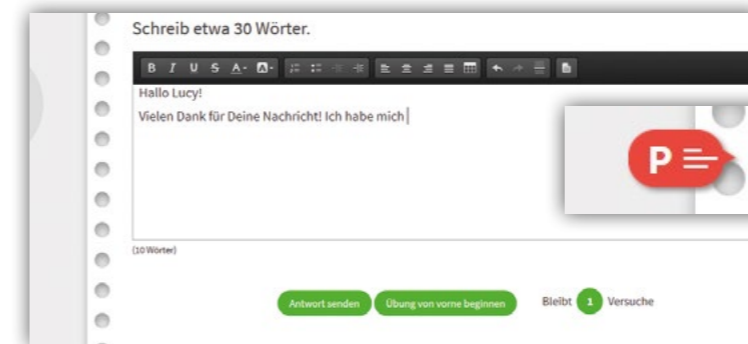 Schreib etwa 30 Wörter.
B I U S A A
Hallo Lucy!
Vielen Dank für Deine Nachricht! Ich habe mich
P
(10 Wörter)
Antwort senden Übung von vorne beginnen Bleibt 1 Versuche